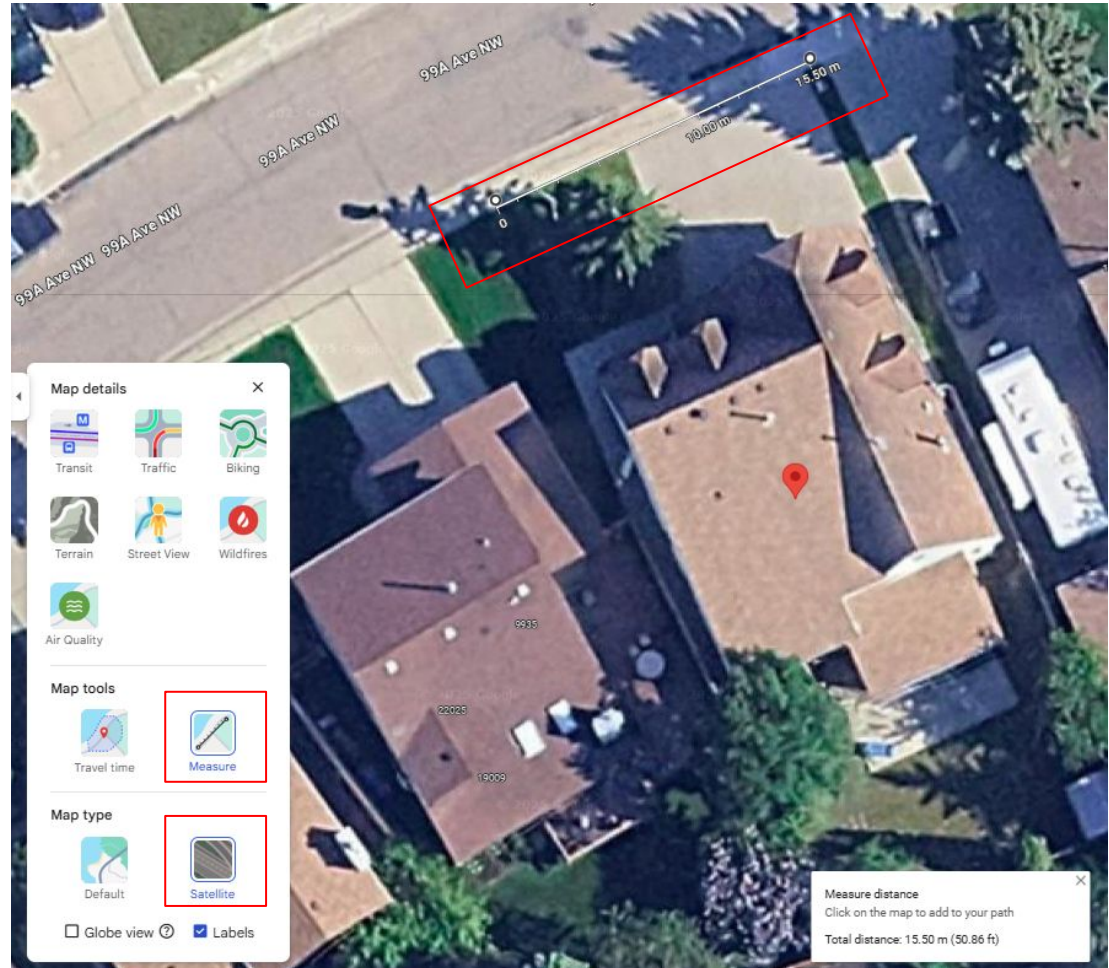 99A Ave NW
99A Ave NW
99A Ave NW
99A Ave NW
15.50 m
10.00 m
0
Map details
Transit
Traffic
Biking
Terrain
Street View
Wildfires
Air Quality
Map tools
Travel time
Measure
Map type
Default
Satellite
Globe view
Labels
9935
22025
19009
Measure distance
Click on the map to add to your path
Total distance: 15.50 m (50.86 ft)